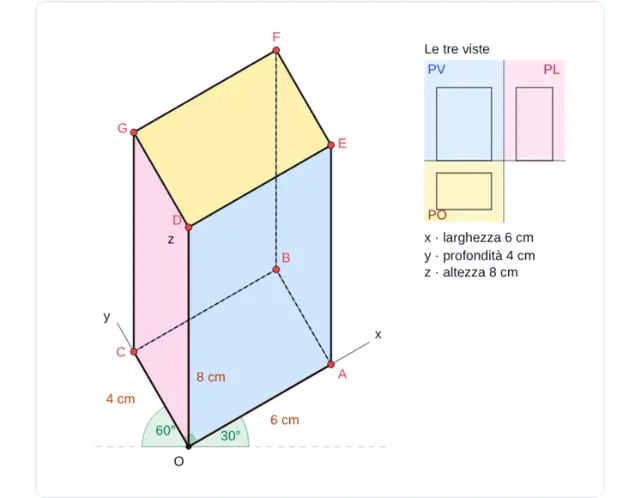 F
Le tre viste
PV
PL
G
E
D
z
PO
x · larghezza 6 cm
y · profondità 4 cm
z · altezza 8 cm
B
y
x
C
A
8 cm
4 cm
6 cm
60°
30°
O